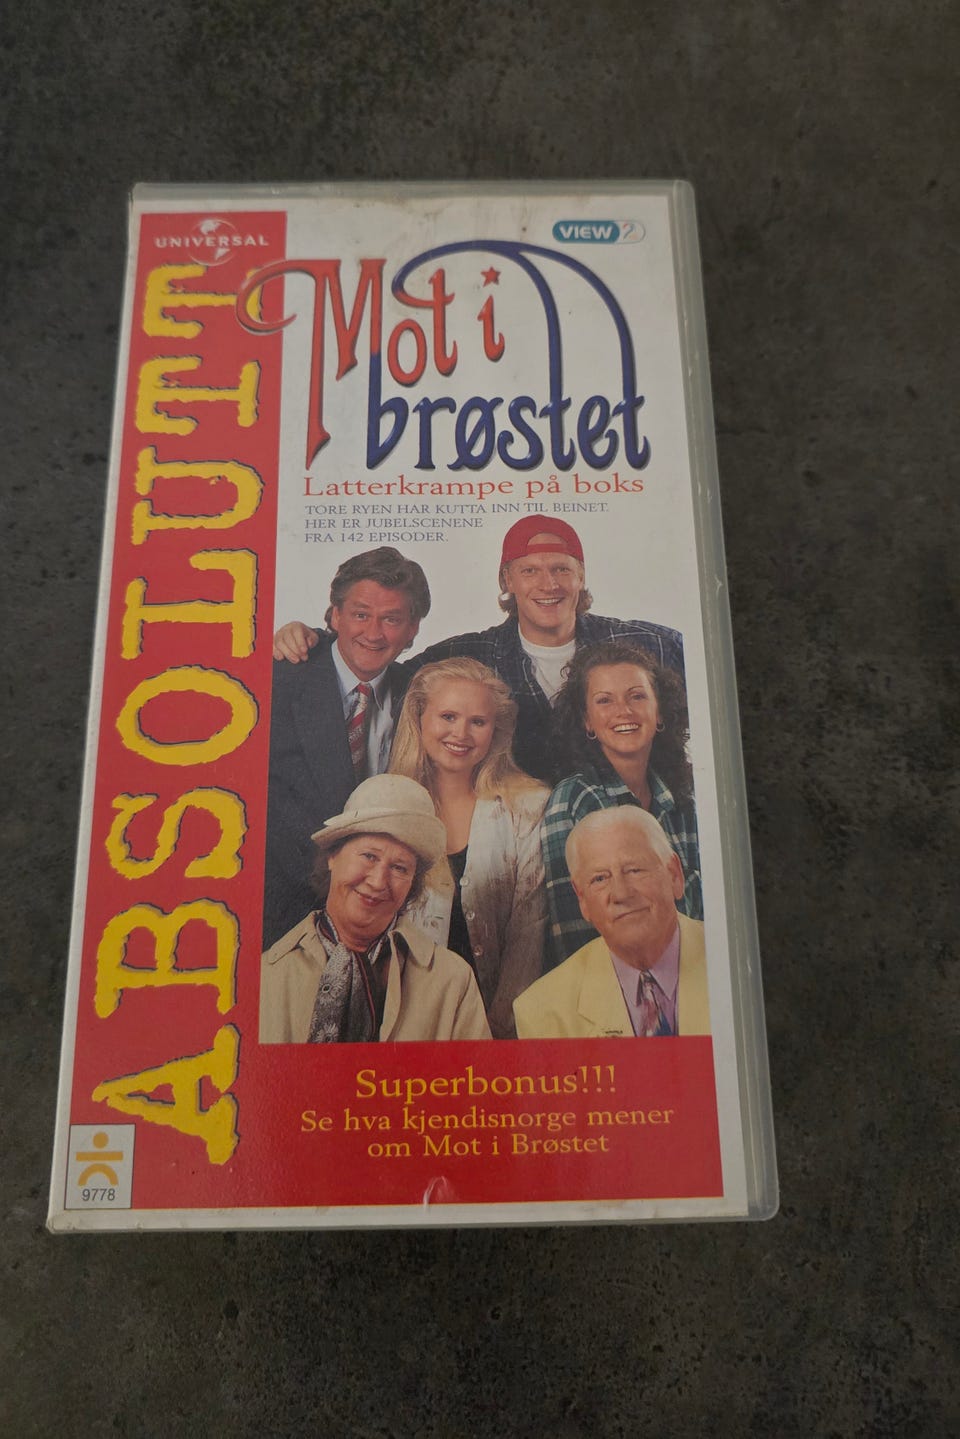 UNIVERSAL
VIEW 2
ABSOLUTT
Mot i
brøstet
Latterkrampe på boks
TORE RYEN HAR KUTTA INN TIL BEINET.
HER ER JUBELSCENENE
FRA 142 EPISODER.
Superbonus!!!
Se hva kjendisnorge mener
om Mot i Brøstet
9778